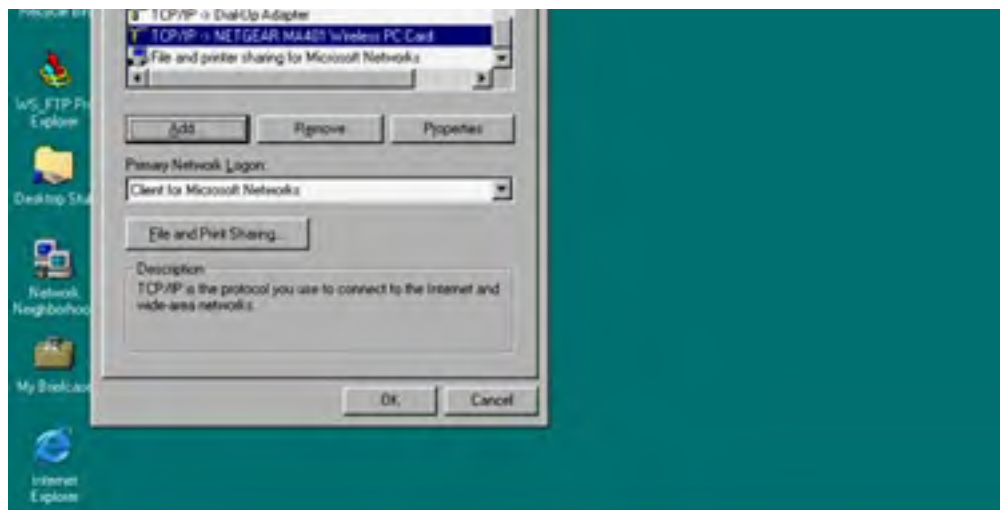 TCP/IP -> Dial-Up Adapter
TCP/IP -> NETGEAR MA401 Wireless PC Card
File and printer sharing for Microsoft Networks
Add...
Remove
Properties
Primary Network Logon:
Client for Microsoft Networks
File and Print Sharing...
Description
TCP/IP is the protocol you use to connect to the Internet and
wide-area networks.
OK
Cancel
WS_FTP
Explorer
Desktop
Network
My
Internet
Explorer